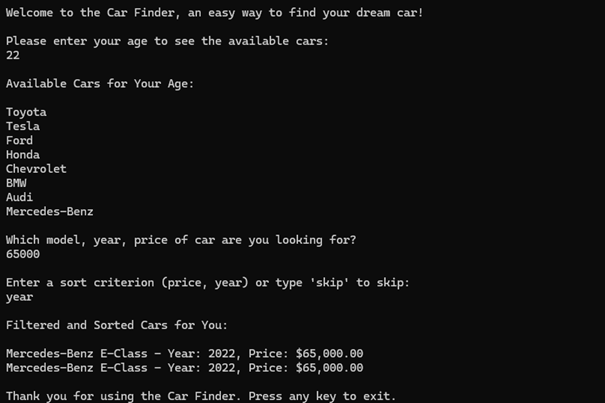 Welcome to the Car Finder, an easy way to find your dream car!
Please enter your age to see the available cars:
22
Available Cars for Your Age:
Toyota
Tesla
Ford
Honda
Chevrolet
BMW
Audi
Mercedes-Benz
Which model, year, price of car are you looking for?
65000
Enter a sort criterion (price, year) or type 'skip' to skip:
year
Filtered and Sorted Cars for You:
Mercedes-Benz E-Class - Year: 2022, Price: $65,000.00
Mercedes-Benz E-Class - Year: 2022, Price: $65,000.00
Thank you for using the Car Finder. Press any key to exit.